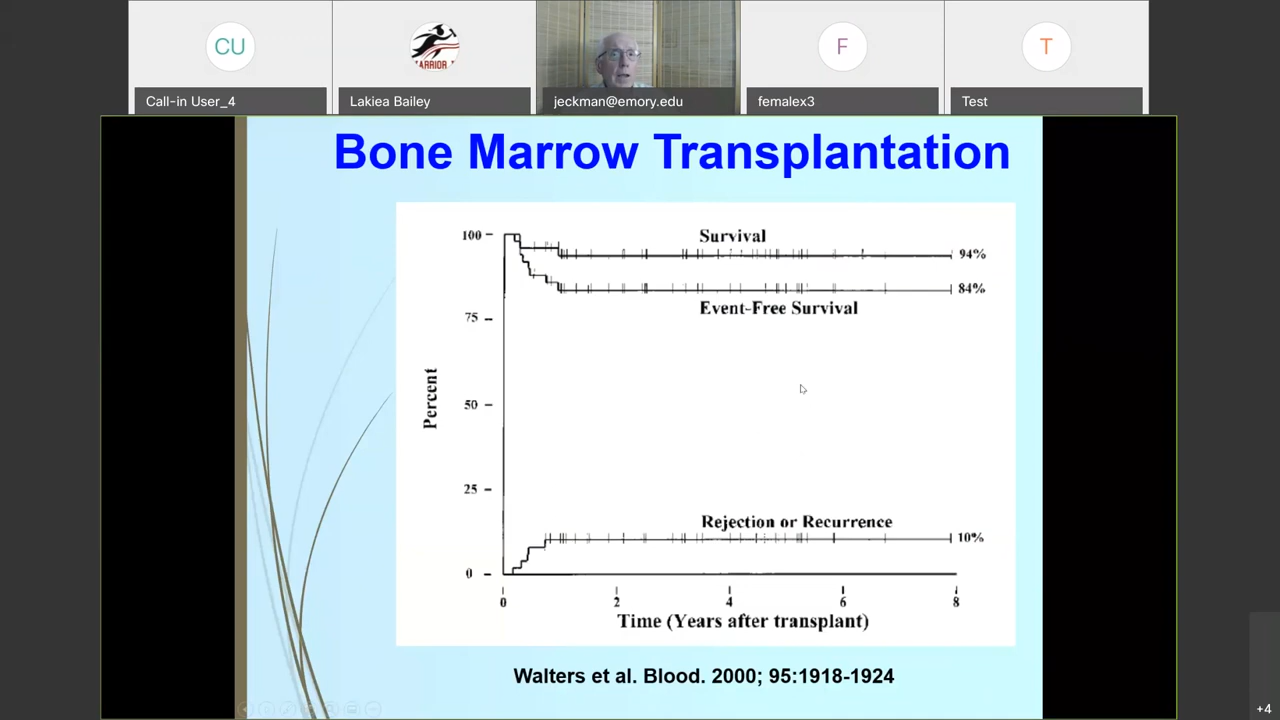 CU
F
T
ARRIOR
Call-in User_4
Lakiea Bailey
jeckman@emory.edu
femalex3
Test
Bone Marrow Transplantation
100
Survival
94%
84%
Event-Free Survival
75
50
Percent
25
Rejection or Recurrence
10%
0
0 2 4 6 8
Time (Years after transplant)
Walters et al. Blood. 2000; 95:1918-1924
+4